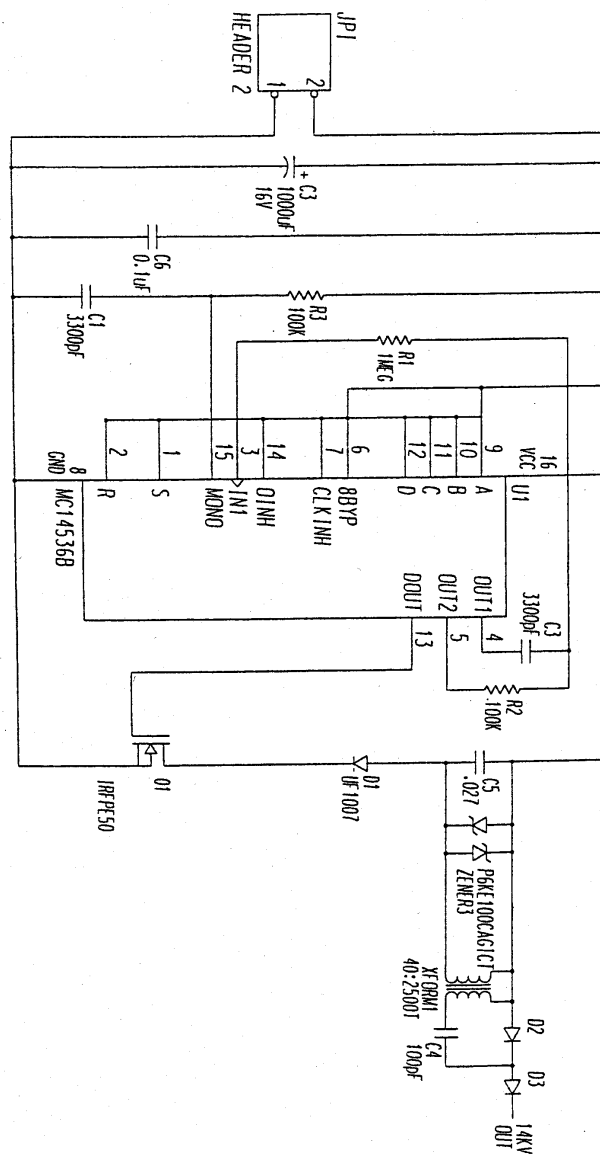 JP1
HEADER 2
2
1
+ C3
1000uF
16V
C6
0.1uF
C1
3300pF
R3
100K
R1
1MEG
8
GND
2
1
15
3
14
7
6
12
11
10
9
16
VCC
MC14536B
R
S
MONO
IN1
OINH
CLKINH
8BYP
D
C
B
A
U1
DOUT
OUT2
OUT1
13
5
4
C3
3300pF
R2
100K
Q1
IRFPE50
D1
UF1007
C5
.027
P6KE100CAGICT
ZENER3
XFORM1
40:2500T
C4
100pF
D2
D3
14KV
OUT